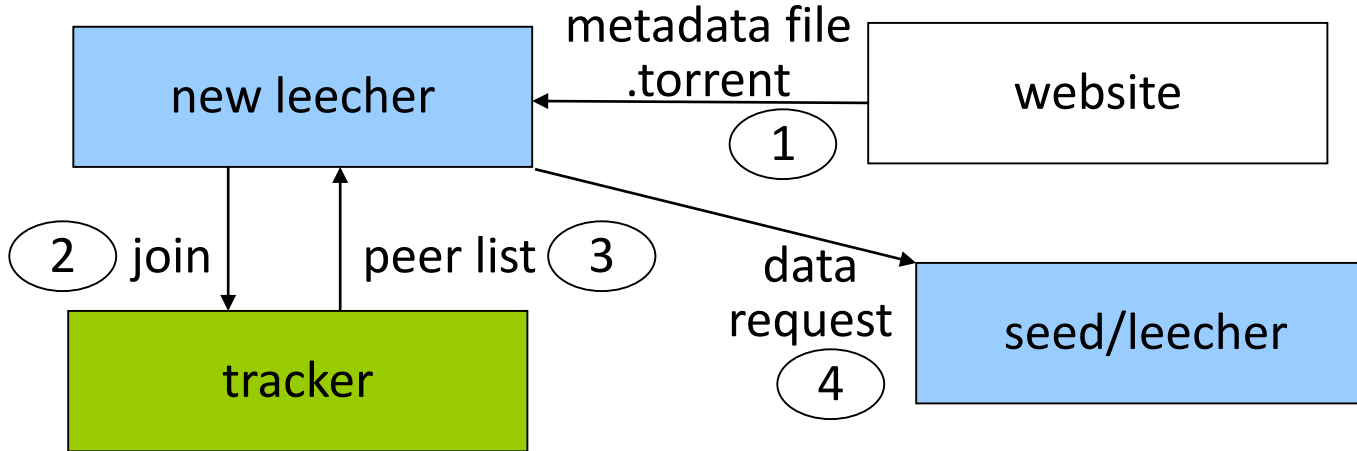 metadata file
.torrent
new leecher
website
1
2
join
peer list
3
data
request
4
seed/leecher
tracker